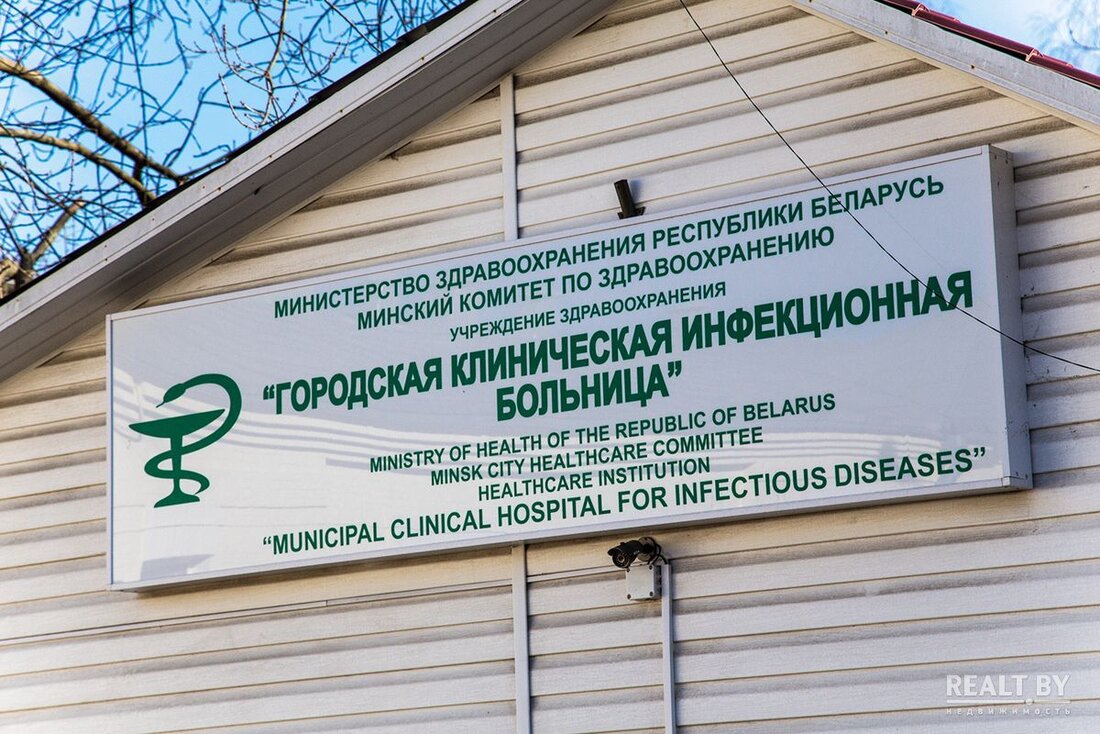 МИНИСТЕРСТВО ЗДРАВООХРАНЕНИЯ РЕСПУБЛИКИ БЕЛАРУСЬ
МИНСКИЙ КОМИТЕТ ПО ЗДРАВООХРАНЕНИЮ
УЧРЕЖДЕНИЕ ЗДРАВООХРАНЕНИЯ
“ГОРОДСКАЯ КЛИНИЧЕСКАЯ ИНФЕКЦИОННАЯ
БОЛЬНИЦА”
MINISTRY OF HEALTH OF THE REPUBLIC OF BELARUS
MINSK CITY HEALTHCARE COMMITTEE
HEALTHCARE INSTITUTION
“MUNICIPAL CLINICAL HOSPITAL FOR INFECTIOUS DISEASES”
REALT.BY
недвижимость